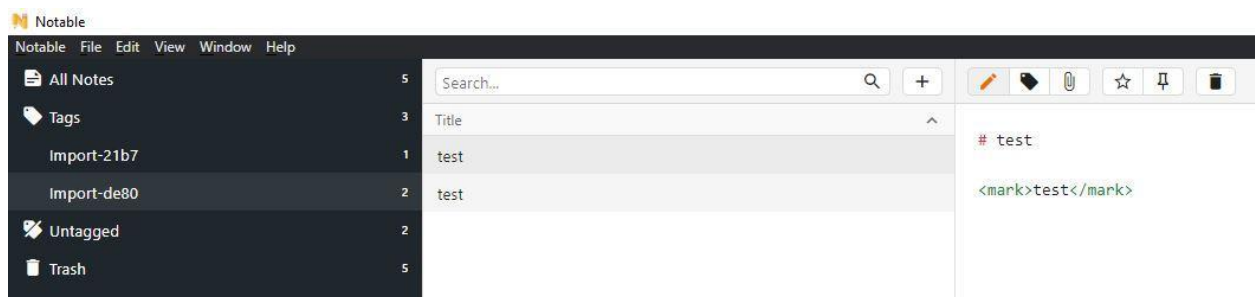 Notable
Notable File Edit View Window Help
All Notes 5
Tags 3
Import-21b7 1
Import-de80 2
Untagged 2
Trash 5
Search...
Title
test
test
# test
<mark>test</mark>